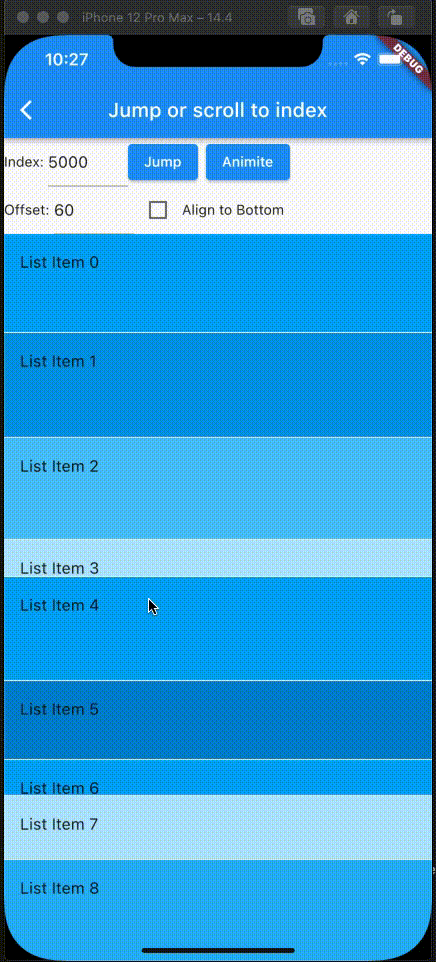 iPhone 12 Pro Max – 14.4
10:27
DEBUG
Jump or scroll to index
Index: 5000 Jump Animite
Offset: 60 Align to Bottom
List Item 0
List Item 1
List Item 2
List Item 3
List Item 4
List Item 5
List Item 6
List Item 7
List Item 8